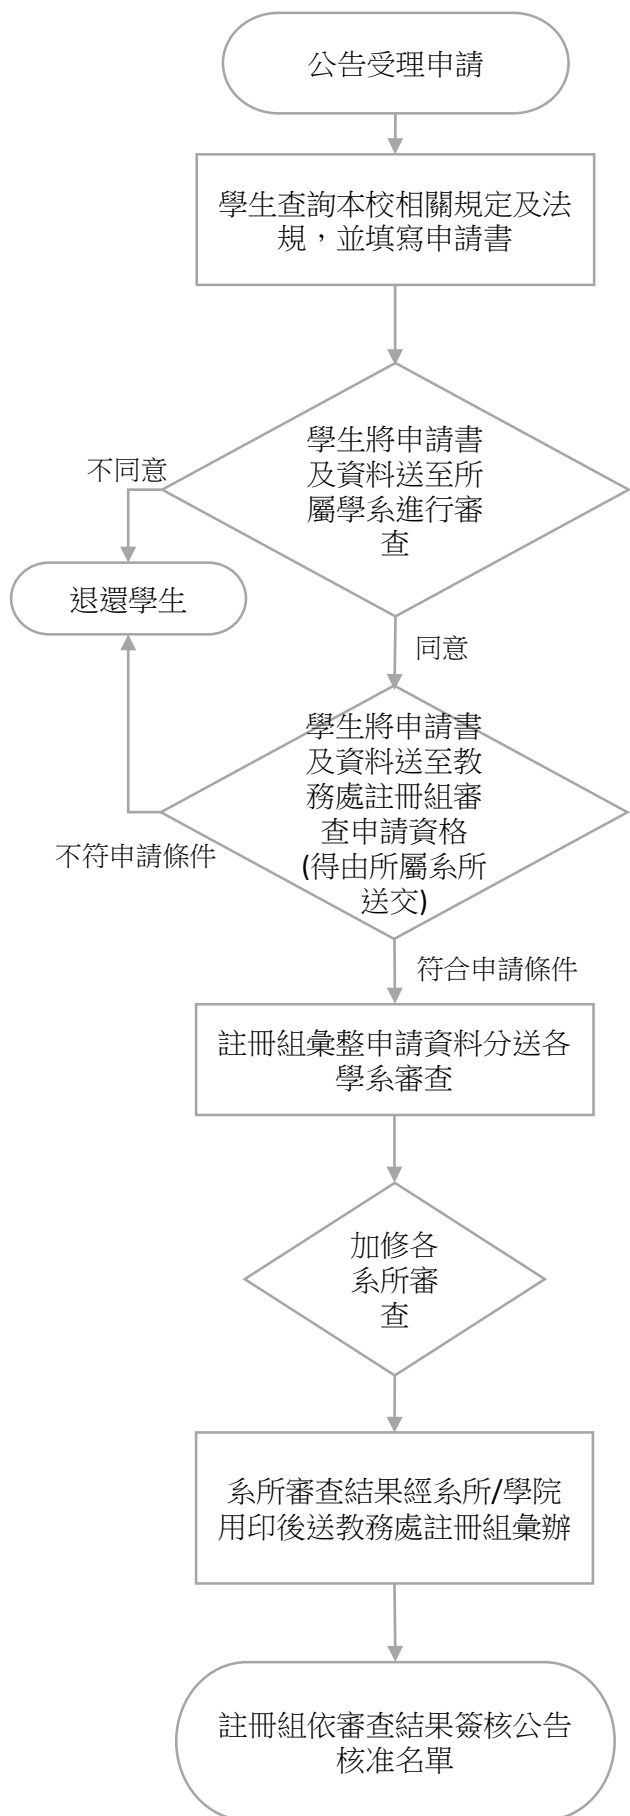 公告受理申請
學生查詢本校相關規定及法
規，並填寫申請書
學生將申請書
及資料送至所
屬學系進行審
查
不同意
退還學生
同意
學生將申請書
及資料送至教
務處註冊組審
查申請資格
(得由所屬系所
送交)
不符申請條件
符合申請條件
註冊組彙整申請資料分送各
學系審查
加修各
系所審
查
系所審查結果經系所/學院
用印後送教務處註冊組彙辦
註冊組依審查結果簽核公告
核准名單